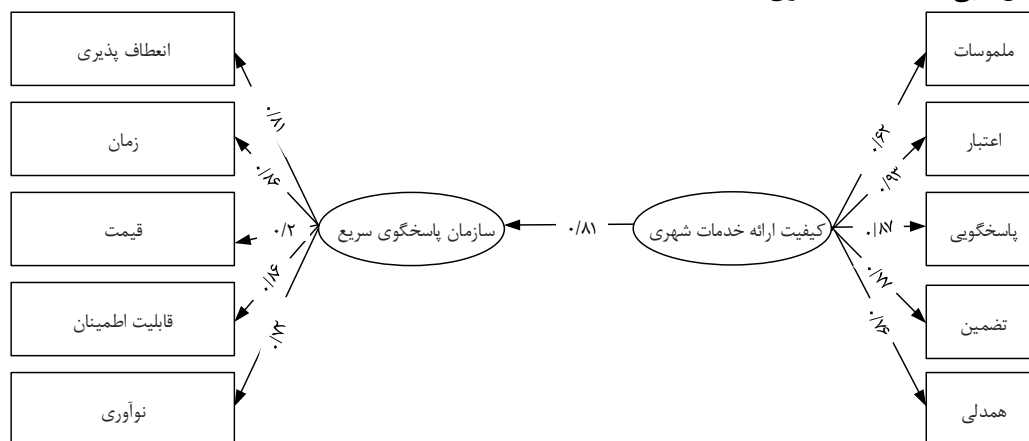 ملموسات
اعتبار
پاسخگویی
تضمین
همدلی
۰/۶۲
۰/۹۳
۰/۸۷
۰/۷۷
۰/۷۶
کیفیت ارائه خدمات شهری
۰/۸۱
سازمان پاسخگوی سریع
۰/۸۱
۰/۸۶
۰/۲
۰/۸۶
۰/۷۲
انعطاف پذیری
زمان
قیمت
قابلیت اطمینان
نوآوری